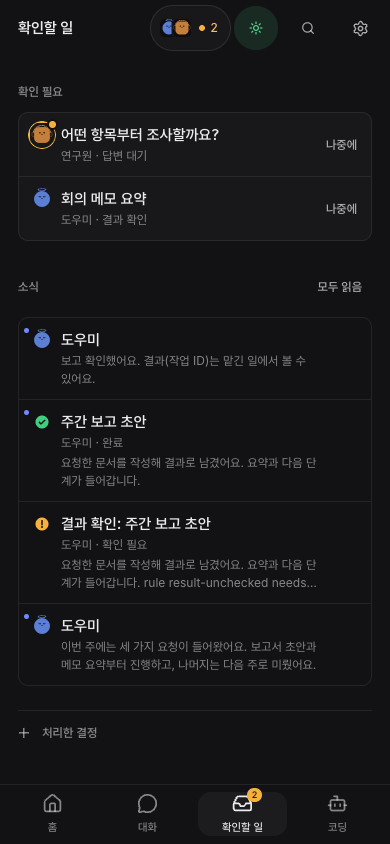 확인할 일
2
확인 필요
어떤 항목부터 조사할까요?
연구원 · 답변 대기
나중에
회의 메모 요약
도우미 · 결과 확인
나중에
소식
모두 읽음
도우미
보고 확인했어요. 결과(작업 ID)는 맡긴 일에서 볼 수
있어요.
주간 보고 초안
도우미 · 완료
요청한 문서를 작성해 결과로 남겼어요. 요약과 다음 단
계가 들어갑니다.
결과 확인: 주간 보고 초안
도우미 · 확인 필요
요청한 문서를 작성해 결과로 남겼어요. 요약과 다음 단
계가 들어갑니다. rule result-unchecked needs...
도우미
이번 주에는 세 가지 요청이 들어왔어요. 보고서 초안과
메모 요약부터 진행하고, 나머지는 다음 주로 미뤘어요.
처리한 결정
2
홈
대화
확인할 일
코딩